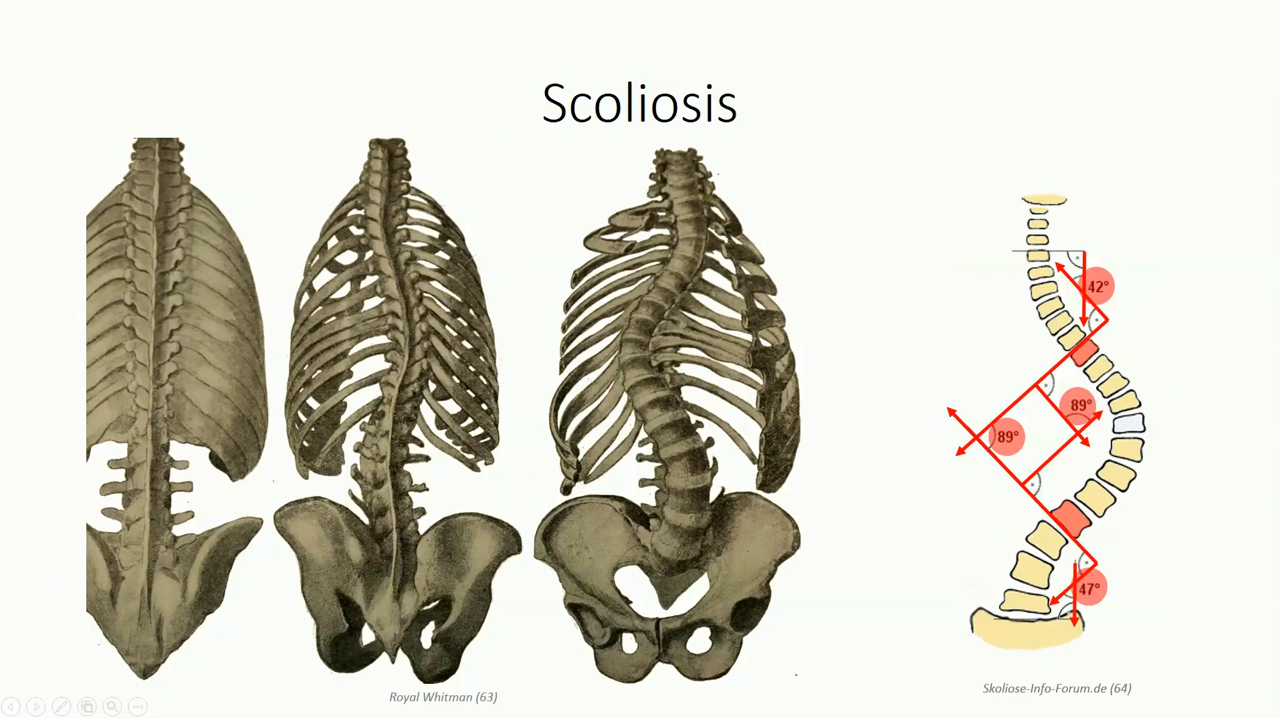 Scoliosis
42°
89°
89°
47°
Royal Whitman (63)
Skoliose-Info-Forum.de (64)